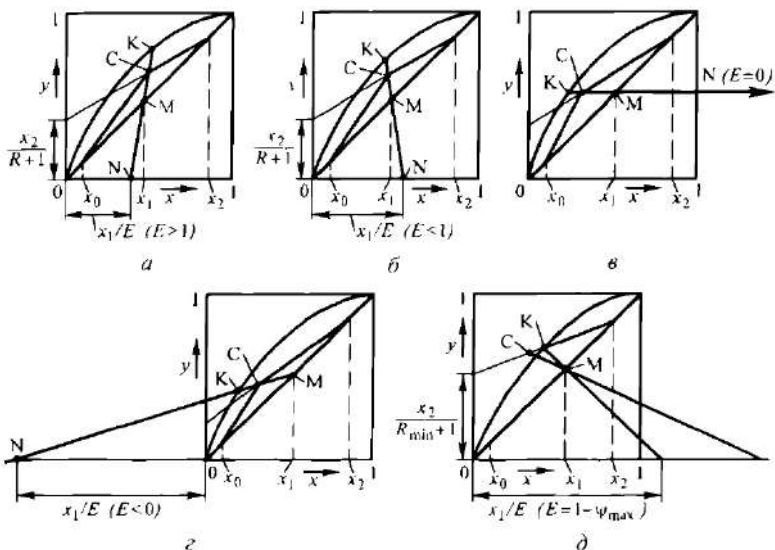 1
K
C
y
M
x₂
R+1
N
0
x₀
x₁
x
x₂
1
x₁/E (E>1)
а
1
K
C
y
M
x₂
R+1
N
0
x₀
x₁
x
x₂
1
x₁/E (E<1)
б
1
C
y
K
N (E=0)
M
0
x₀
x₁
x
x₂
1
в
1
y
C
K
M
N
0
x₀
x₁
x
x₂
1
x₁/E (E<0)
г
1
K
y
C
M
x₂
Rmin+1
0
x₀
x
x₁
x₂
1
x₁/E (E=1−ψmax)
д